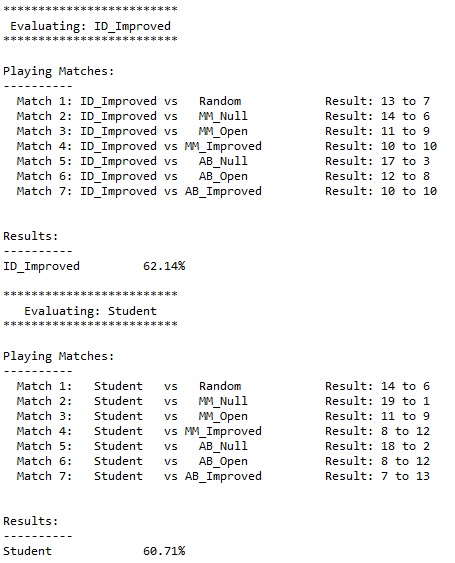 *************************
Evaluating: ID_Improved
*************************
Playing Matches:
----------
Match 1: ID_Improved vs Random Result: 13 to 7
Match 2: ID_Improved vs MM_Null Result: 14 to 6
Match 3: ID_Improved vs MM_Open Result: 11 to 9
Match 4: ID_Improved vs MM_Improved Result: 10 to 10
Match 5: ID_Improved vs AB_Null Result: 17 to 3
Match 6: ID_Improved vs AB_Open Result: 12 to 8
Match 7: ID_Improved vs AB_Improved Result: 10 to 10
Results:
----------
ID_Improved 62.14%
*************************
Evaluating: Student
*************************
Playing Matches:
----------
Match 1: Student vs Random Result: 14 to 6
Match 2: Student vs MM_Null Result: 19 to 1
Match 3: Student vs MM_Open Result: 11 to 9
Match 4: Student vs MM_Improved Result: 8 to 12
Match 5: Student vs AB_Null Result: 18 to 2
Match 6: Student vs AB_Open Result: 8 to 12
Match 7: Student vs AB_Improved Result: 7 to 13
Results:
----------
Student 60.71%